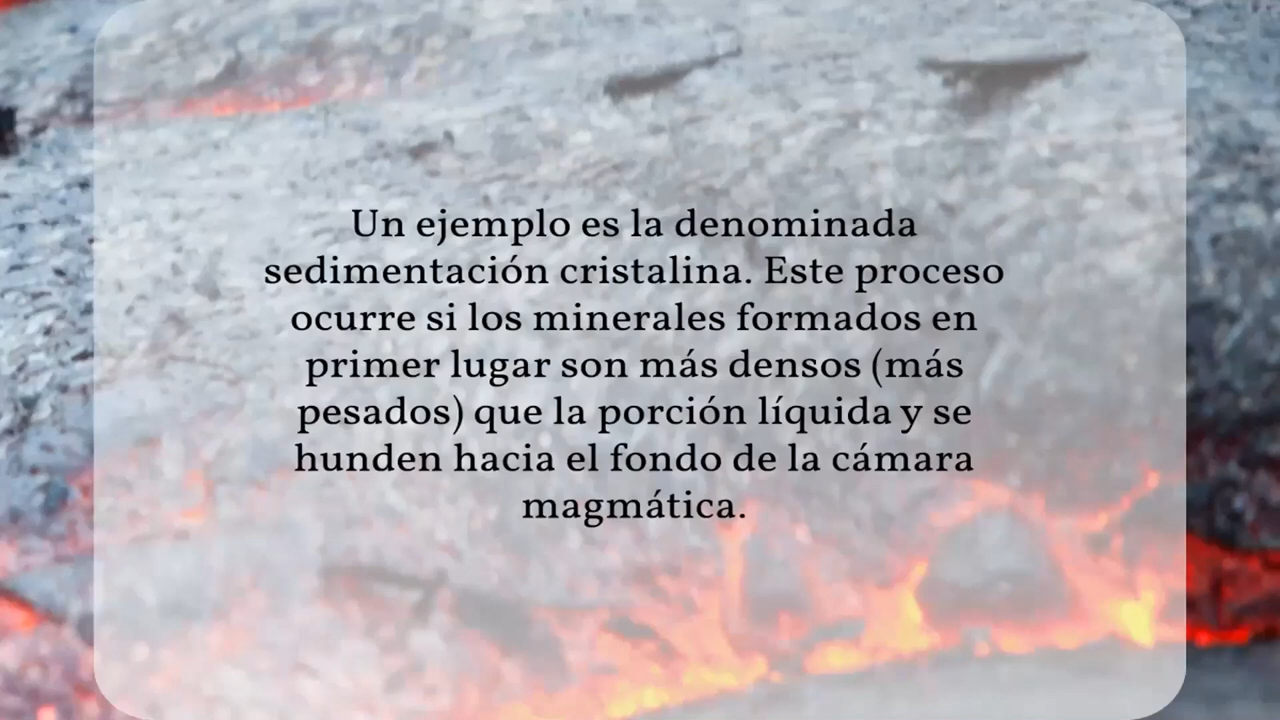 Un ejemplo es la denominada
sedimentación cristalina. Este proceso
ocurre si los minerales formados en
primer lugar son más densos (más
pesados) que la porción líquida y se
hunden hacia el fondo de la cámara
magmática.